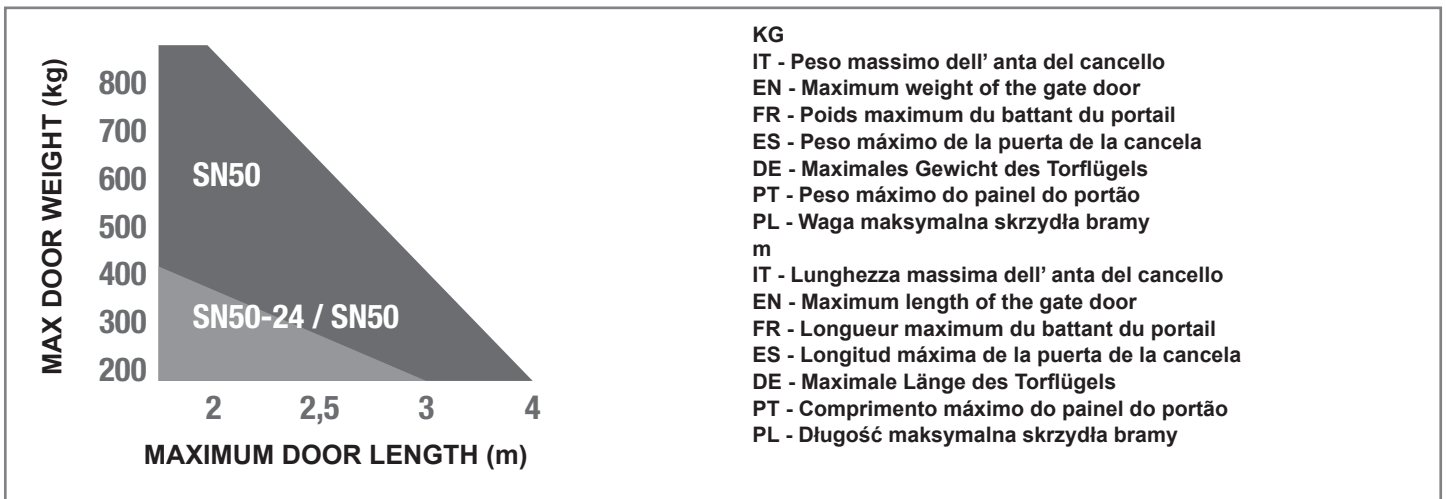 MAX DOOR WEIGHT (kg)
800
700
600
500
400
300
200
SN50
SN50-24 / SN50
2 2,5 3 4
MAXIMUM DOOR LENGTH (m)
KG
IT - Peso massimo dell’ anta del cancello
EN - Maximum weight of the gate door
FR - Poids maximum du battant du portail
ES - Peso máximo de la puerta de la cancela
DE - Maximales Gewicht des Torflügels
PT - Peso máximo do painel do portão
PL - Waga maksymalna skrzydła bramy
m
IT - Lunghezza massima dell’ anta del cancello
EN - Maximum length of the gate door
FR - Longueur maximum du battant du portail
ES - Longitud máxima de la puerta de la cancela
DE - Maximale Länge des Torflügels
PT - Comprimento máximo do painel do portão
PL - Długość maksymalna skrzydła bramy